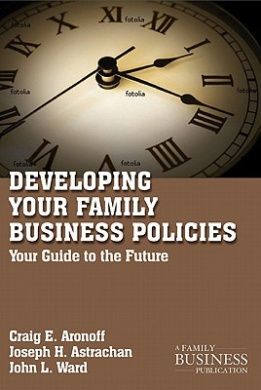 fotolia
fotolia
fotolia
fotolia
fotolia
DEVELOPING
YOUR FAMILY
BUSINESS POLICIES
Your Guide to the Future
Craig E. Aronoff
Joseph H. Astrachan
John L. Ward
A FAMILY
BUSINESS
PUBLICATION